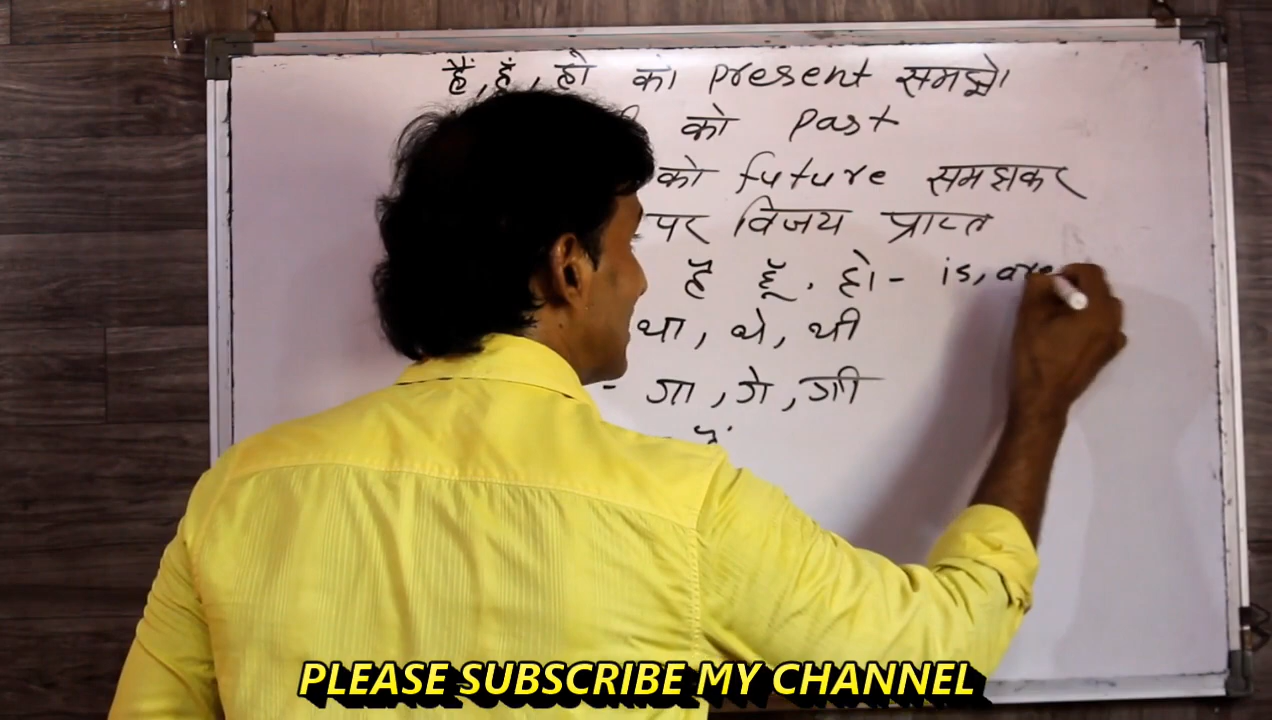 हैं, हूं, हो को present समझो
को past
को future समझकर
पर विजय प्राप्त
है हूँ. हो - is, are
था, थे, थी
- गा, गे, गी
PLEASE SUBSCRIBE MY CHANNEL